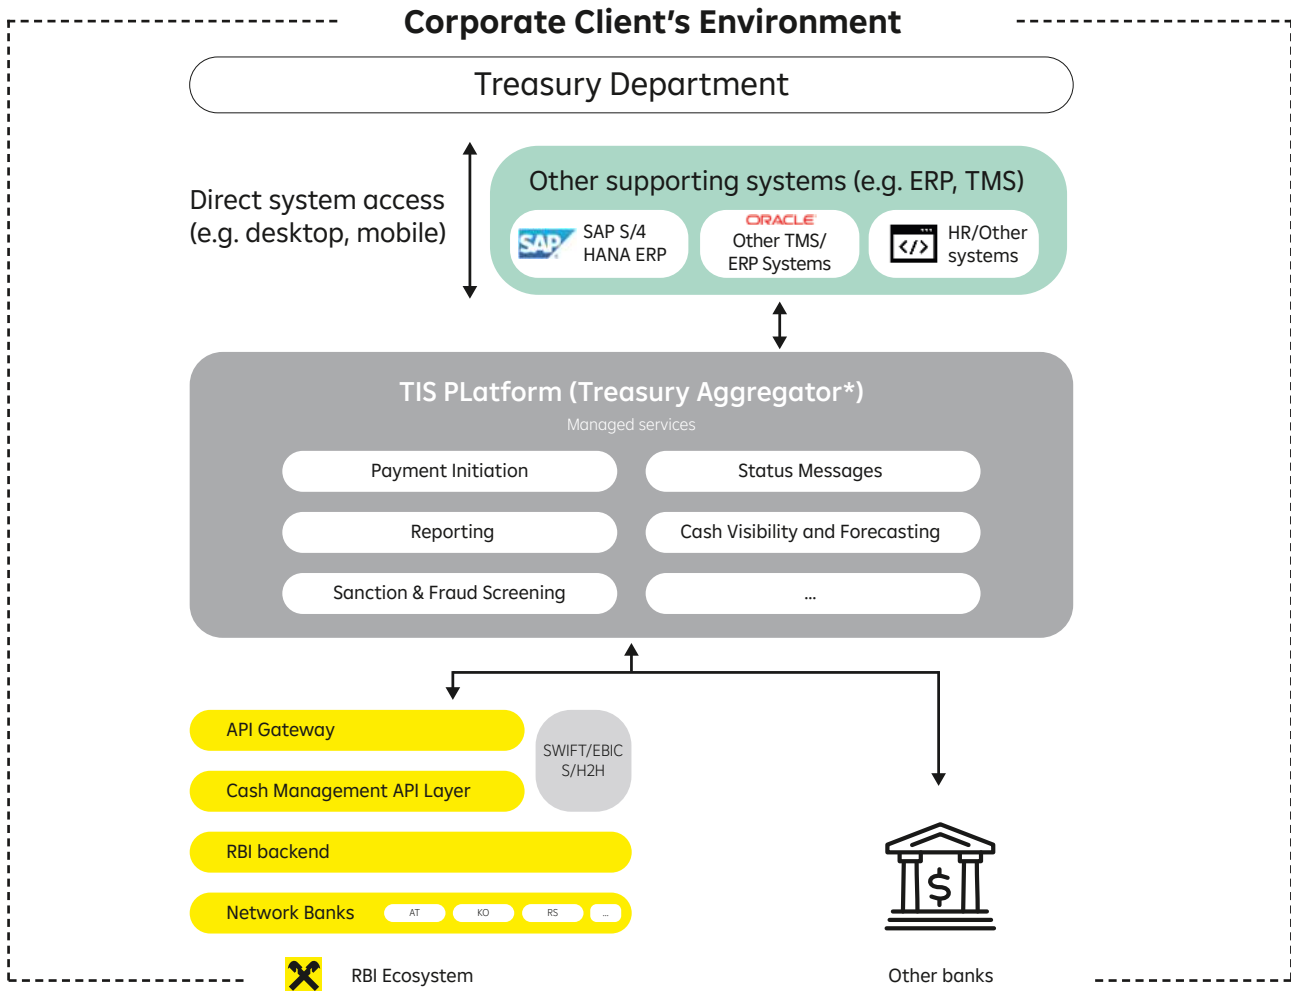 Corporate Client's Environment
Treasury Department
Direct system access
(e.g. desktop, mobile)
Other supporting systems (e.g. ERP, TMS)
SAP
SAP S/4
HANA ERP
ORACLE
Other TMS/
ERP Systems
</>
HR/Other
systems
TIS PLatform (Treasury Aggregator*)
Managed services
Payment Initiation
Status Messages
Reporting
Cash Visibility and Forecasting
Sanction & Fraud Screening
...
API Gateway
SWIFT/EBIC
S/H2H
Cash Management API Layer
RBI backend
Network Banks
AT
KO
RS
...
$
RBI Ecosystem
Other banks